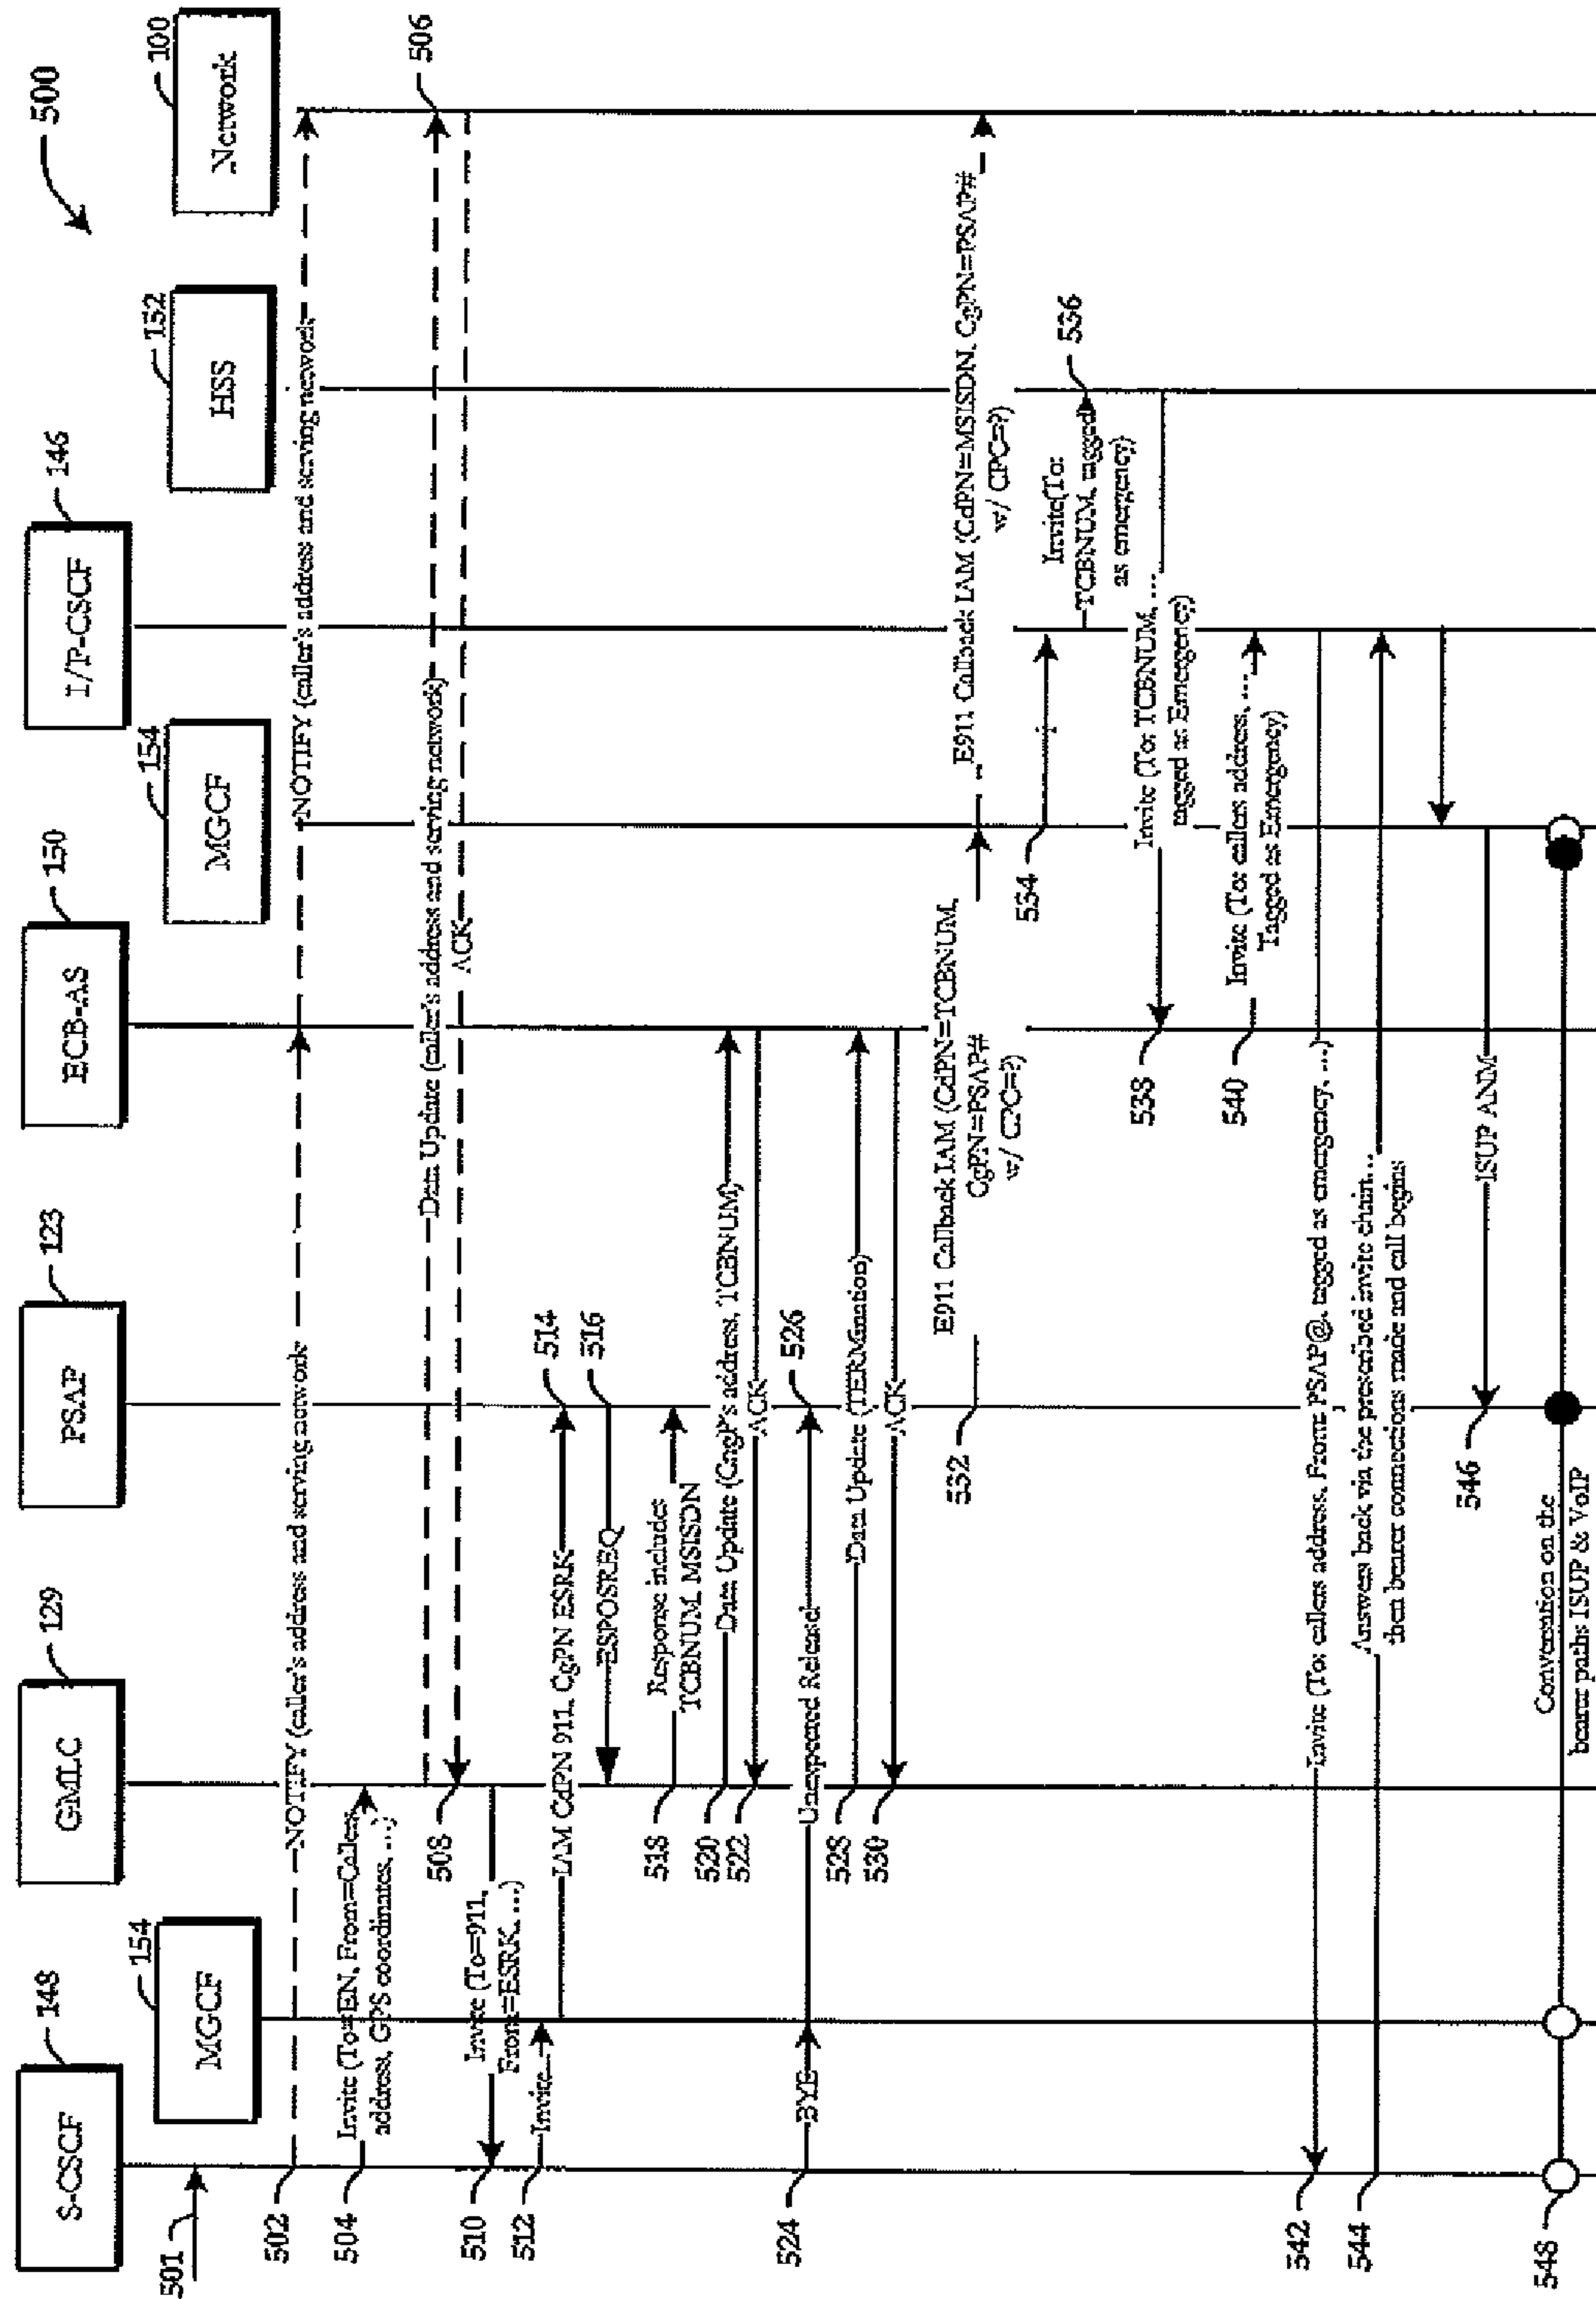 500
S-CSCF
148
MGCF
154
GMLC
129
PSAP
123
ECB-AS
150
MGCF
154
I/P-CSCF
146
HSS
152
Network
100
501
502
NOTIFY (caller's address and serving network
NOTIFY (caller's address and serving network
504
Invite (To=EN, From=Callers
address, GPS coordinates, ...)
Data Update (caller's address and serving network)
506
508
ACK
510
Invite (To=911,
From=ESRK, ...)
512
Invite
IAM CdPN 911, CgPN ESRK
514
ESPOSREQ
516
518
Response includes
TCBNUM, MSISDN
520
Data Update (CngP's address, TCBNUM)
522
ACK
524
BYE
Unexpected Release
526
528
Data Update (TERMination)
530
ACK
532
E911 Callback IAM (CdPN=TCBNUM,
CgPN=PSAP#
w/ CPC=?)
E911 Callback IAM (CdPN=MSISDN, CgPN=PSAP#
w/ CPC=?)
534
Invite(To:
TCBNUM, tagged
as emergency)
536
538
Invite (To: TCBNUM, ...
tagged as Emergency)
540
Invite (To: callers address, ...
Tagged as Emergency)
542
Invite (To: callers address, From: PSAP@, tagged as emergency, ...)
544
Answers back via the prescribed invite chain...
then bearer connections made and call begins
546
ISUP ANM
548
Conversation on the
bearer paths ISUP & VoIP